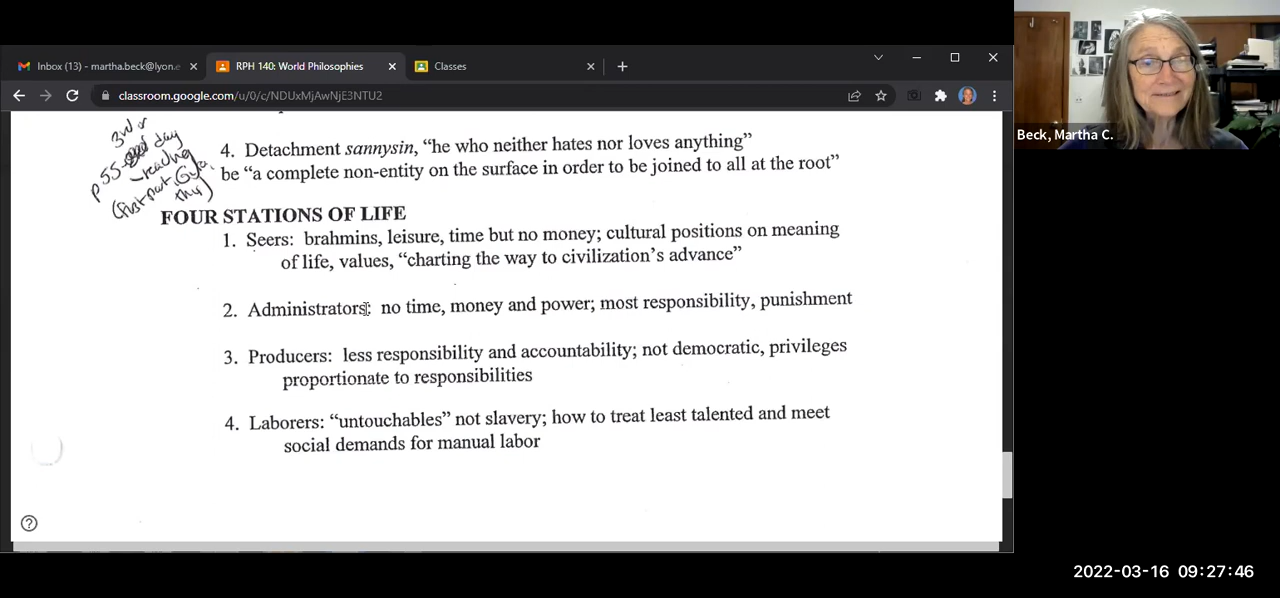 Inbox (13) - martha.beck@lyon.e
RPH 140: World Philosophies
Classes
classroom.google.com/u/0/c/NDUxMjAwNjE3NTU2
Beck, Martha C.
3rd
day
p 55-
reading
(first part
4. Detachment sannysin, “he who neither hates nor loves anything”
be “a complete non-entity on the surface in order to be joined to all at the root”
FOUR STATIONS OF LIFE
1. Seers: brahmins, leisure, time but no money; cultural positions on meaning
of life, values, “charting the way to civilization’s advance”
2. Administrators: no time, money and power; most responsibility, punishment
3. Producers: less responsibility and accountability; not democratic, privileges
proportionate to responsibilities
4. Laborers: “untouchables” not slavery; how to treat least talented and meet
social demands for manual labor
2022-03-16 09:27:46